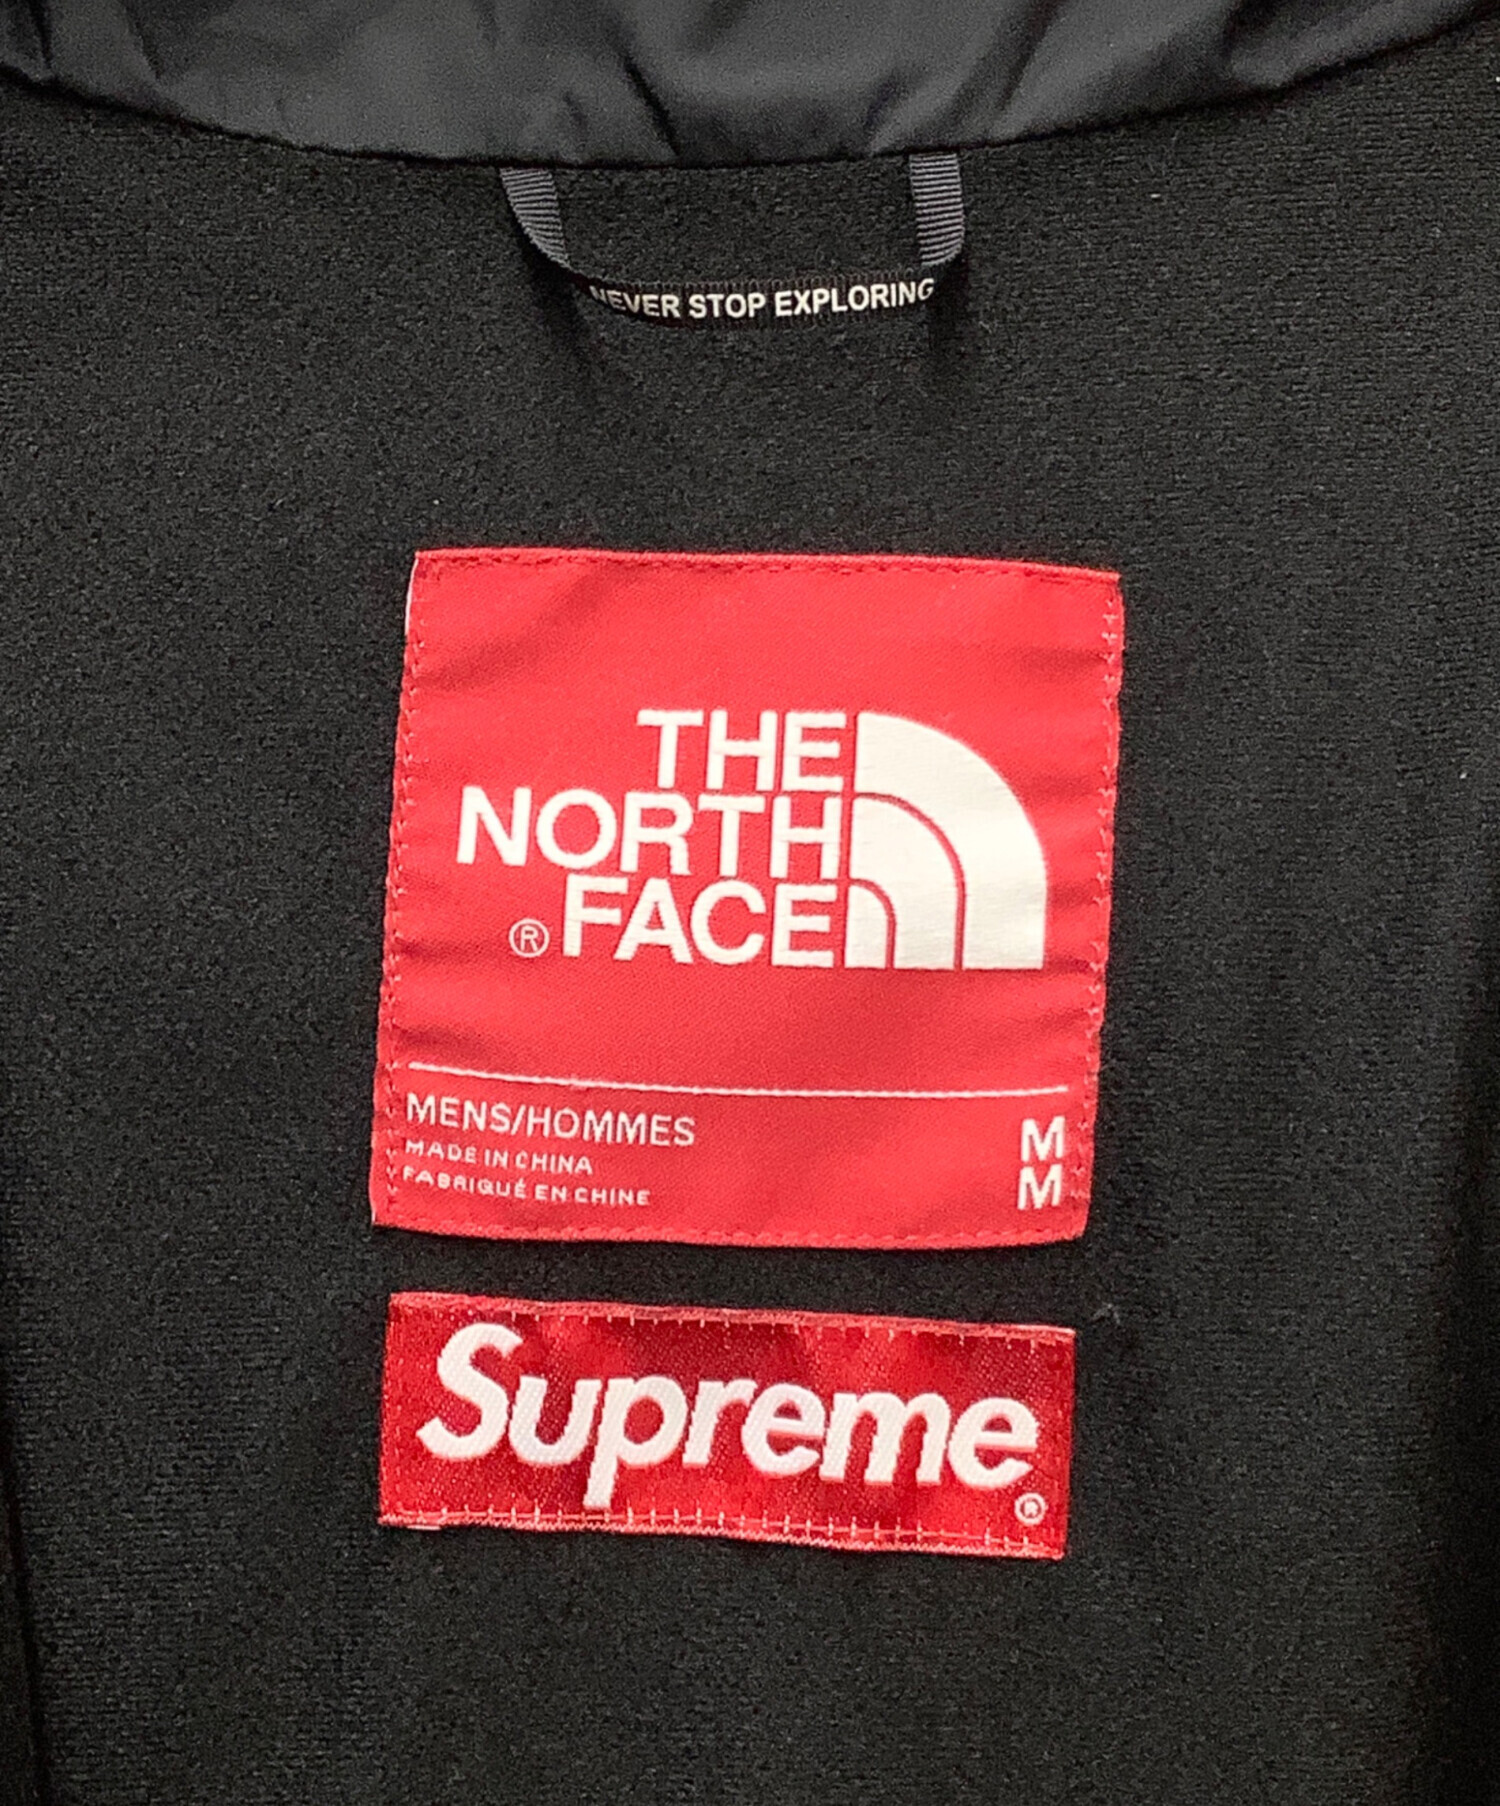 NEVER STOP EXPLORING
THE
NORTH
® FACE
MENS/HOMMES M
MADE IN CHINA
FABRIQUÉ EN CHINE M
Supreme
®